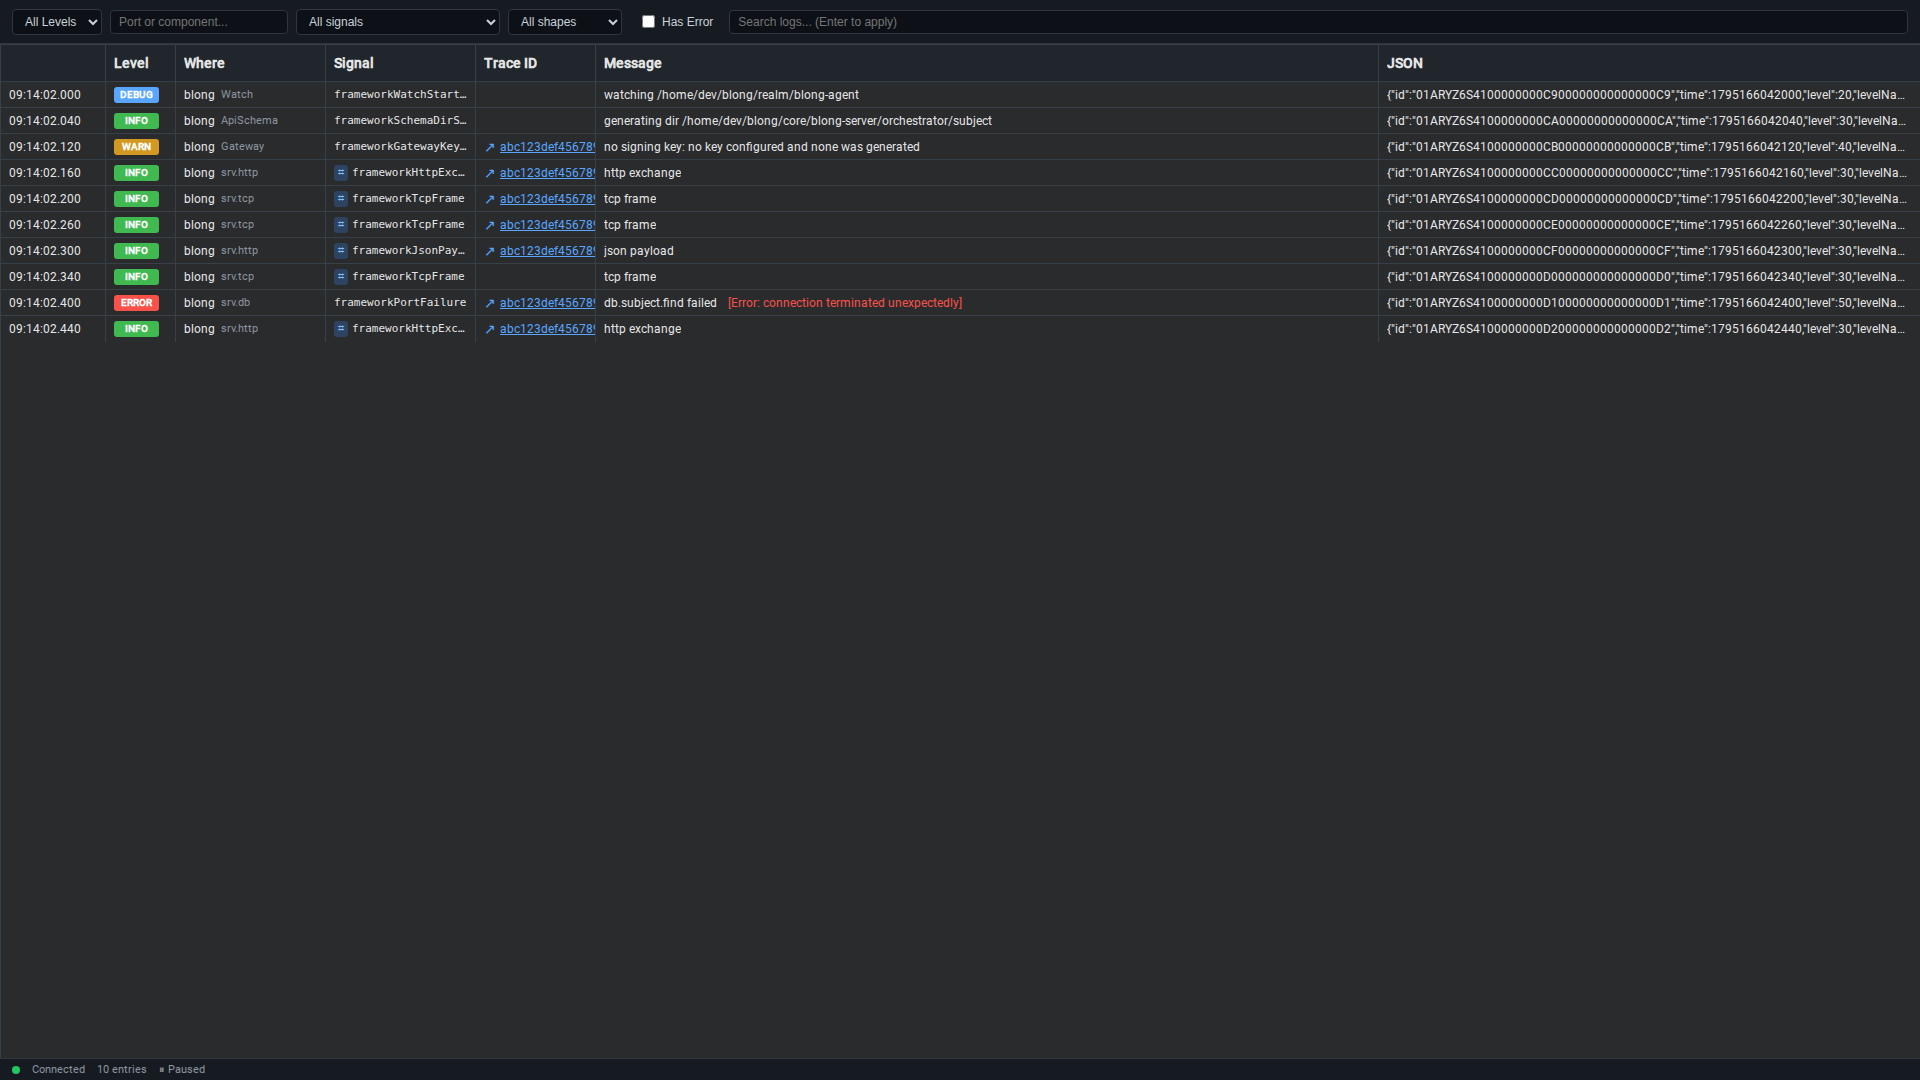 All Levels Port or component... All signals All shapes Has Error Search logs... (Enter to apply)
Level Where Signal Trace ID Message JSON
09:14:02.000 DEBUG blong Watch frameworkWatchStart... watching /home/dev/blong/realm/blong-agent {"id":"01ARYZ6S4100000000C900000000000000C9","time":1795166042000,"level":20,"levelNa...
09:14:02.040 INFO blong ApiSchema frameworkSchemaDirS... generating dir /home/dev/blong/core/blong-server/orchestrator/subject {"id":"01ARYZ6S4100000000CA00000000000000CA","time":1795166042040,"level":30,"levelNa...
09:14:02.120 WARN blong Gateway frameworkGatewayKey... ↗ abc123def456789 no signing key: no key configured and none was generated {"id":"01ARYZ6S4100000000CB00000000000000CB","time":1795166042120,"level":40,"levelNa...
09:14:02.160 INFO blong srv.http # frameworkHttpExc... ↗ abc123def456789 http exchange {"id":"01ARYZ6S4100000000CC00000000000000CC","time":1795166042160,"level":30,"levelNa...
09:14:02.200 INFO blong srv.tcp # frameworkTcpFrame ↗ abc123def456789 tcp frame {"id":"01ARYZ6S4100000000CD00000000000000CD","time":1795166042200,"level":30,"levelNa...
09:14:02.260 INFO blong srv.tcp # frameworkTcpFrame ↗ abc123def456789 tcp frame {"id":"01ARYZ6S4100000000CE00000000000000CE","time":1795166042260,"level":30,"levelNa...
09:14:02.300 INFO blong srv.http # frameworkJsonPay... ↗ abc123def456789 json payload {"id":"01ARYZ6S4100000000CF00000000000000CF","time":1795166042300,"level":30,"levelNa...
09:14:02.340 INFO blong srv.tcp # frameworkTcpFrame tcp frame {"id":"01ARYZ6S4100000000D000000000000000D0","time":1795166042340,"level":30,"levelNa...
09:14:02.400 ERROR blong srv.db frameworkPortFailure ↗ abc123def456789 db.subject.find failed [Error: connection terminated unexpectedly] {"id":"01ARYZ6S4100000000D100000000000000D1","time":1795166042400,"level":50,"levelNa...
09:14:02.440 INFO blong srv.http # frameworkHttpExc... ↗ abc123def456789 http exchange {"id":"01ARYZ6S4100000000D200000000000000D2","time":1795166042440,"level":30,"levelNa...
Connected 10 entries ⏸ Paused